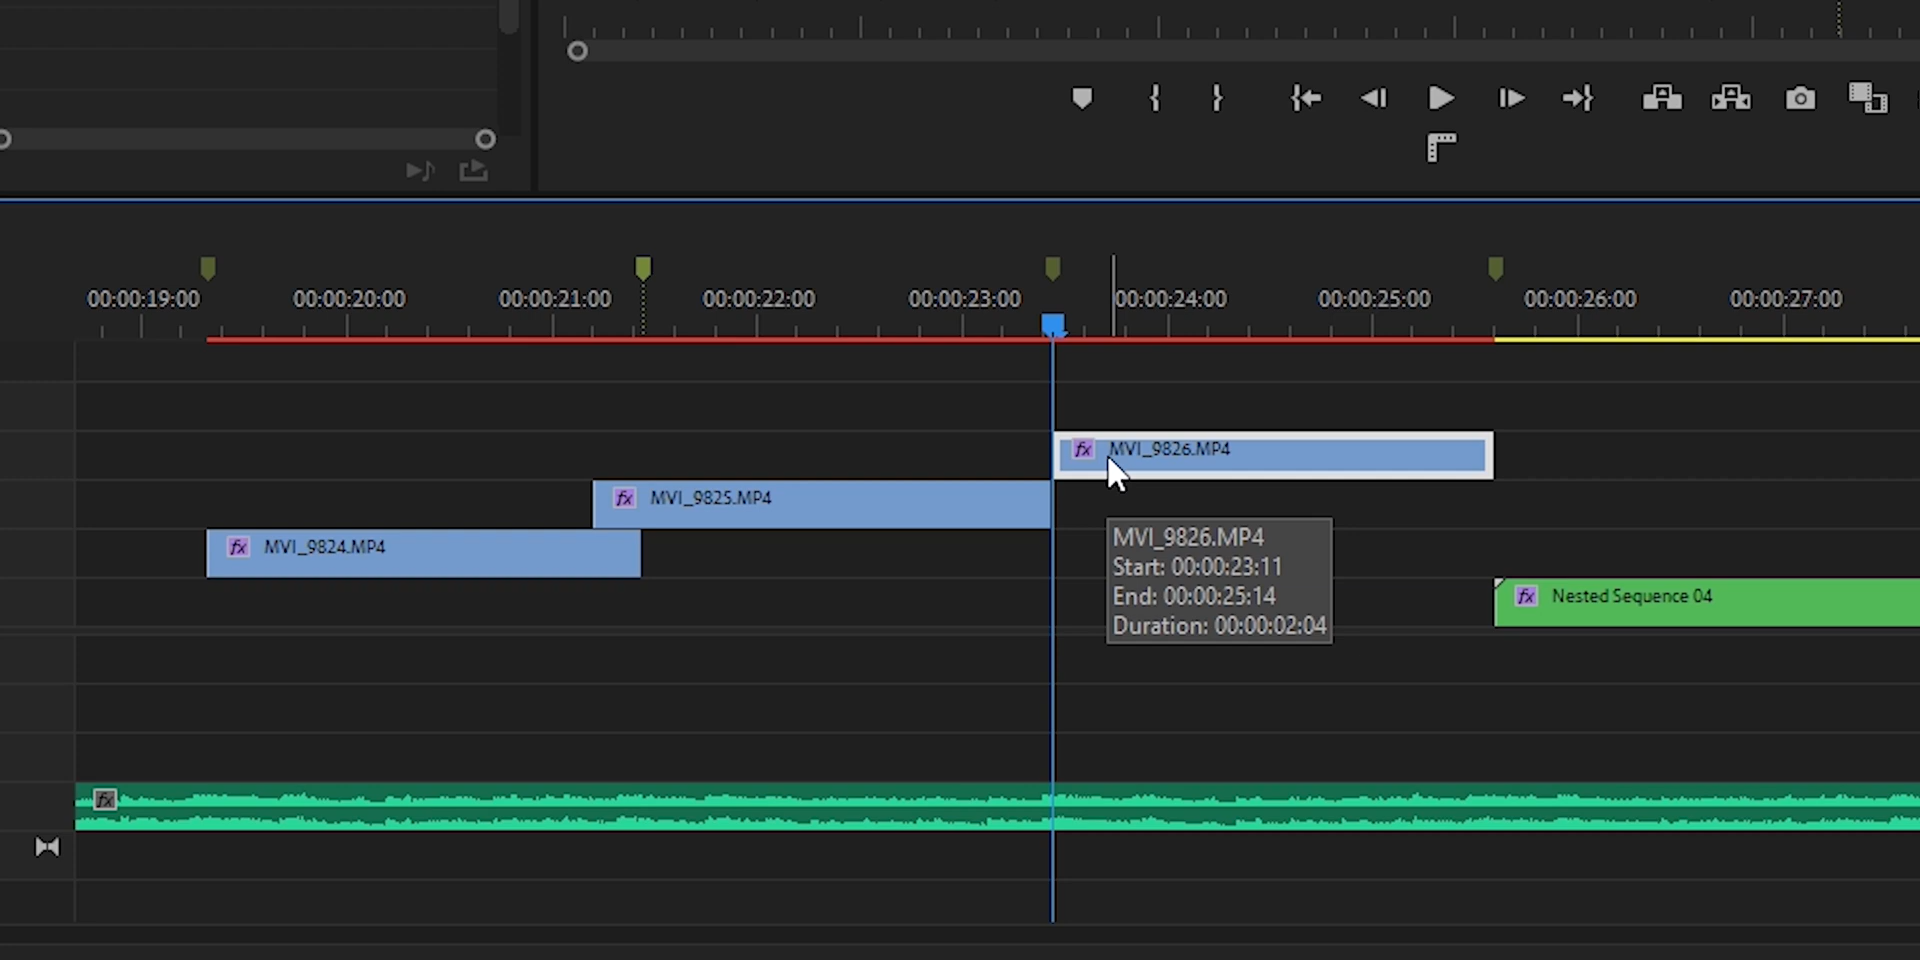 00:00:19:00 00:00:20:00 00:00:21:00 00:00:22:00 00:00:23:00 00:00:24:00 00:00:25:00 00:00:26:00 00:00:27:00
fx MVI_9826.MP4
fx MVI_9825.MP4
fx MVI_9824.MP4
MVI_9826.MP4
Start: 00:00:23:11
End: 00:00:25:14
Duration: 00:00:02:04
fx Nested Sequence 04
fx